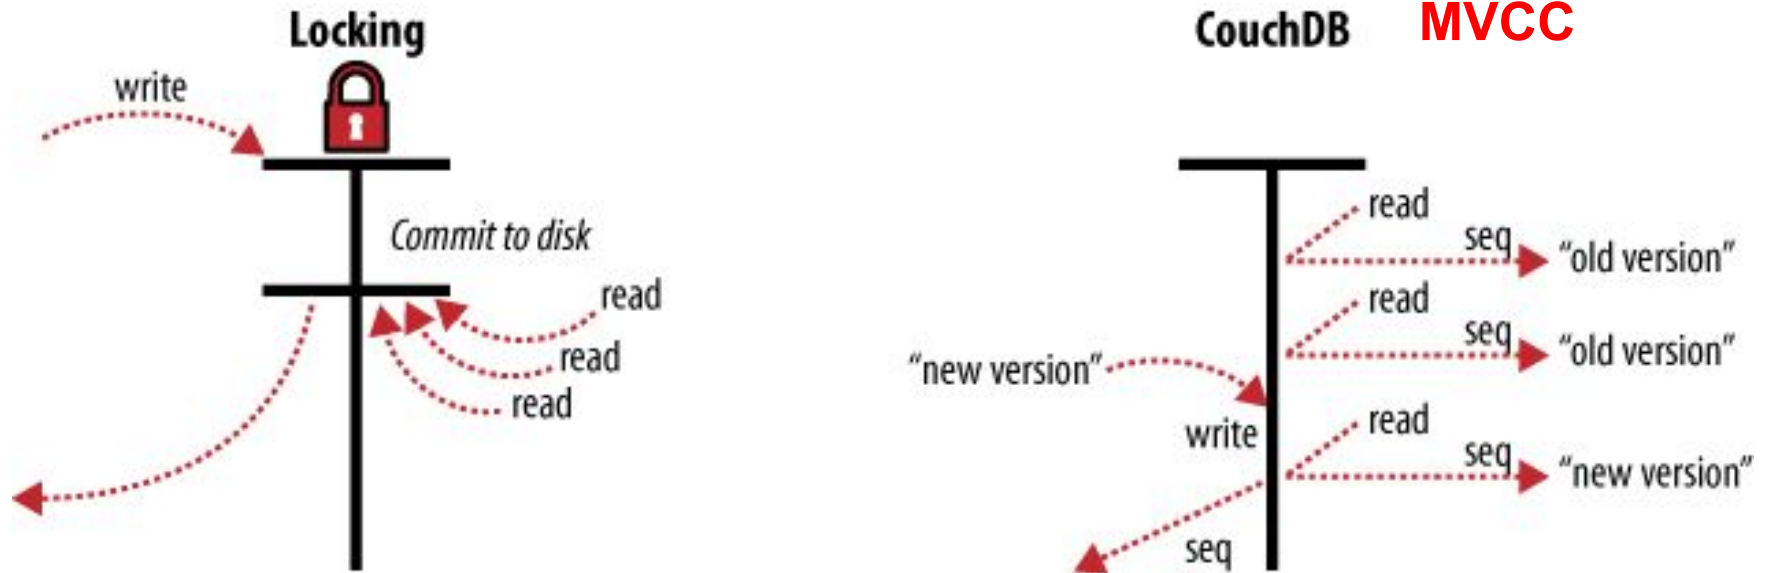 Locking
write
Commit to disk
read
read
read
CouchDB MVCC
read
seq "old version"
read
seq "old version"
"new version"
write
read
seq "new version"
seq